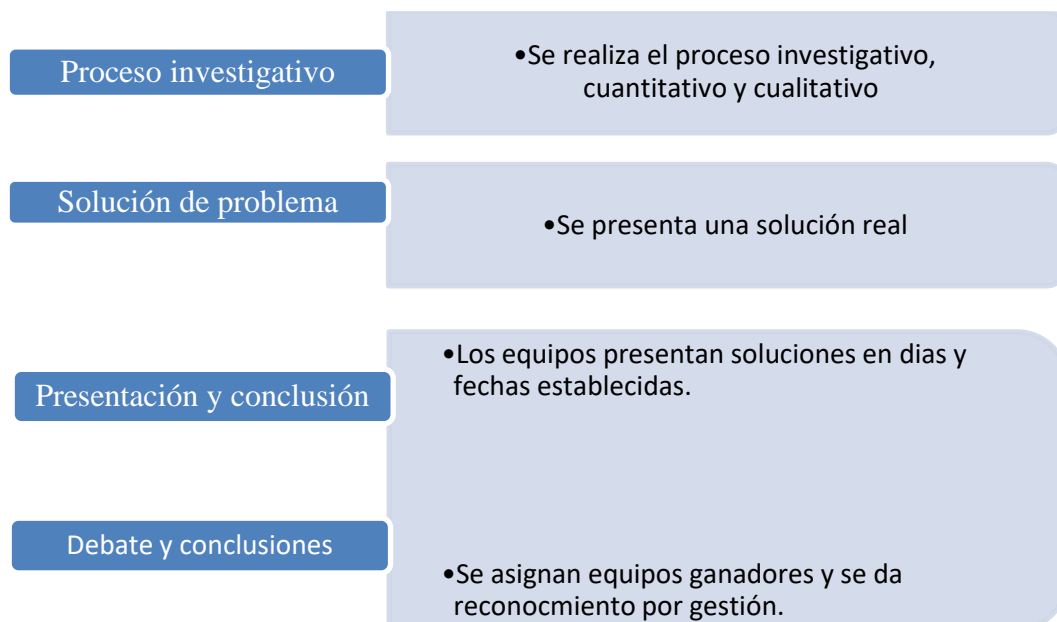 Proceso investigativo
•Se realiza el proceso investigativo,
cuantitativo y cualitativo
Solución de problema
•Se presenta una solución real
Presentación y conclusión
•Los equipos presentan soluciones en dias y
fechas establecidas.
Debate y conclusiones
•Se asignan equipos ganadores y se da
reconocmiento por gestión.